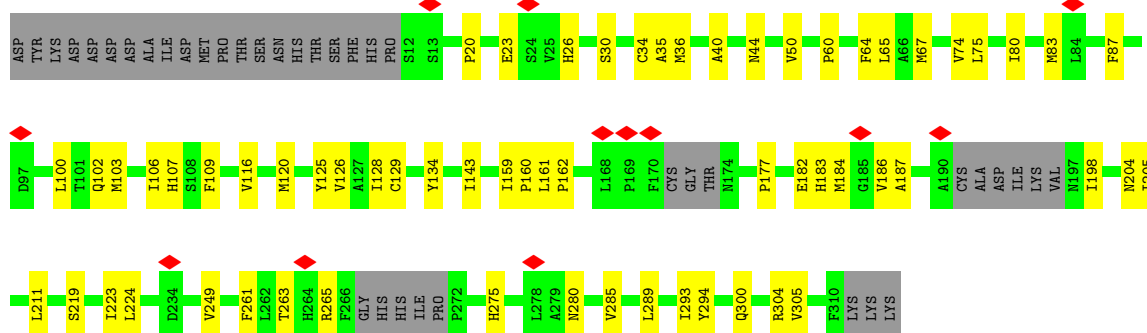 ASP TYR LYS ASP ASP ASP ASP ALA ILE ASP MET PRO THR SER ASN HIS THR SER PHE HIS PRO S12 S13 P20 E23 S24 V25 H26 S30 C34 A35 M36 A40 N44 V50 P60 F64 L65 A66 M67 V74 L75 I80 M83 L84 F87
D97 L100 T101 Q102 M103 I106 H107 S108 F109 V116 M120 Y125 V126 A127 I128 C129 Y134 I143 I159 P160 L161 P162 L168 P169 F170 CYS GLY THR N174 P177 E182 H183 M184 G185 V186 A187 A190 CYS ALA ASP ILE LYS VAL N197 I198 N204
L211 S219 I223 L224 D234 V249 F261 L262 T263 H264 R265 F266 GLY HIS HIS ILE PRO P272 H275 L278 A279 N280 V285 L289 I293 Y294 Q300 R304 V305 F310 LYS LYS LYS